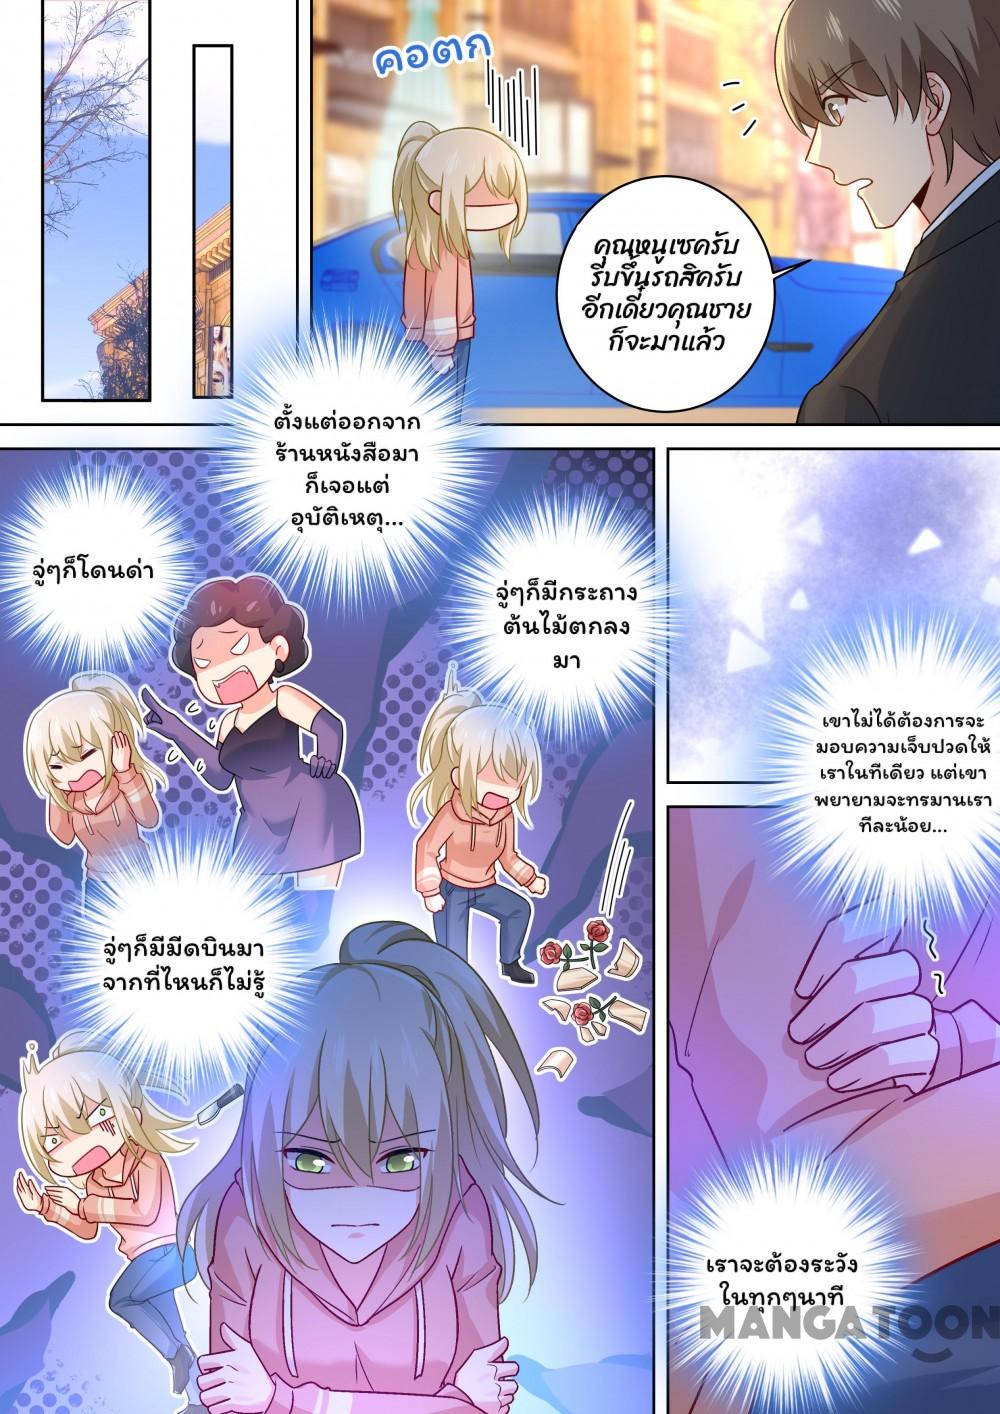 คอตก
คุณหนูเซครับ
รีบขึ้นรถสิครับ
อีกเดี๋ยวคุณชาย
ก็จะมาแล้ว
ตั้งแต่ออกจาก
ร้านหนังสือมา
ก็เจอแต่
อุบัติเหตุ...
จู่ๆก็โดนด่า
จู่ๆก็มีกระถาง
ต้นไม้ตกลง
มา
จู่ๆก็มีมีดบินมา
จากที่ไหนก็ไม่รู้
เขาไม่ได้ต้องการจะ
มอบความเจ็บปวดให้
เราในทีเดียว แต่เขา
พยายามจะทรมานเรา
ทีละน้อย...
เราจะต้องระวัง
ในทุกๆนาที
MANGATOON